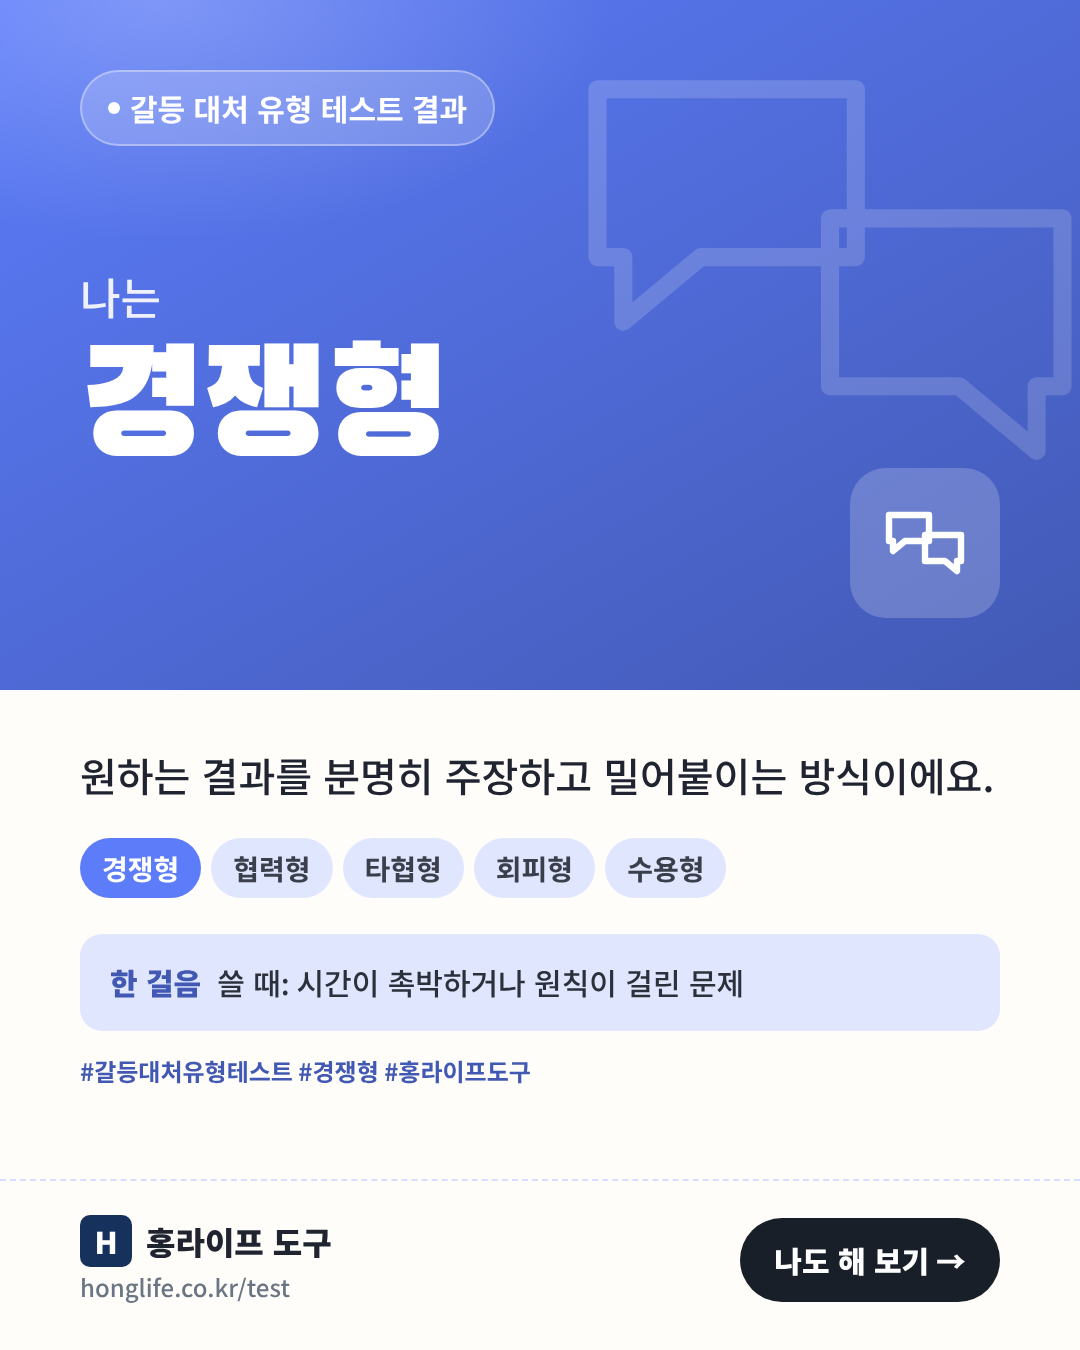 갈등 대처 유형 테스트 결과
나는
경쟁형
원하는 결과를 분명히 주장하고 밀어붙이는 방식이에요.
경쟁형 협력형 타협형 회피형 수용형
한 걸음 쓸 때: 시간이 촉박하거나 원칙이 걸린 문제
#갈등대처유형테스트 #경쟁형 #홍라이프도구
H 홍라이프 도구
honglife.co.kr/test
나도 해 보기 →